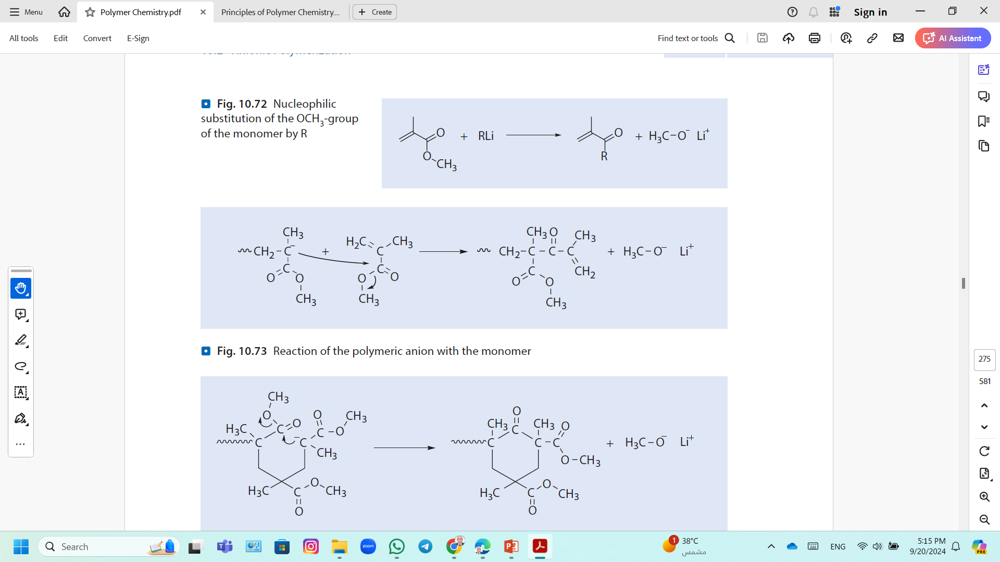 Menu
Polymer Chemistry.pdf
Principles of Polymer Chemistry....
Create
Sign in
All tools
Edit
Convert
E-Sign
Find text or tools
AI Assistant
Fig. 10.72 Nucleophilic
substitution of the OCH3-group
of the monomer by R
O
O
CH3
+ RLi
O
R
+ H3C–O⁻ Li⁺
CH3
CH2–C⁻
C
O
O
CH3
+
H2C
CH3
C
C
O
O
CH3
CH3 O CH3
CH2–C–C–C
C
CH2
O
O
CH3
+ H3C–O⁻ Li⁺
Fig. 10.73 Reaction of the polymeric anion with the monomer
CH3
O
O
O
CH3
H3C
C
C–O
C
⁻C
CH3
H3C
C
O
CH3
O
O
CH3
C
CH3
O
C
C–C
O–CH3
H3C
C
O
CH3
O
+ H3C–O⁻ Li⁺
275
581
Search
zoom
1
38°C
مشمس
ENG
5:15 PM
9/20/2024
PRE